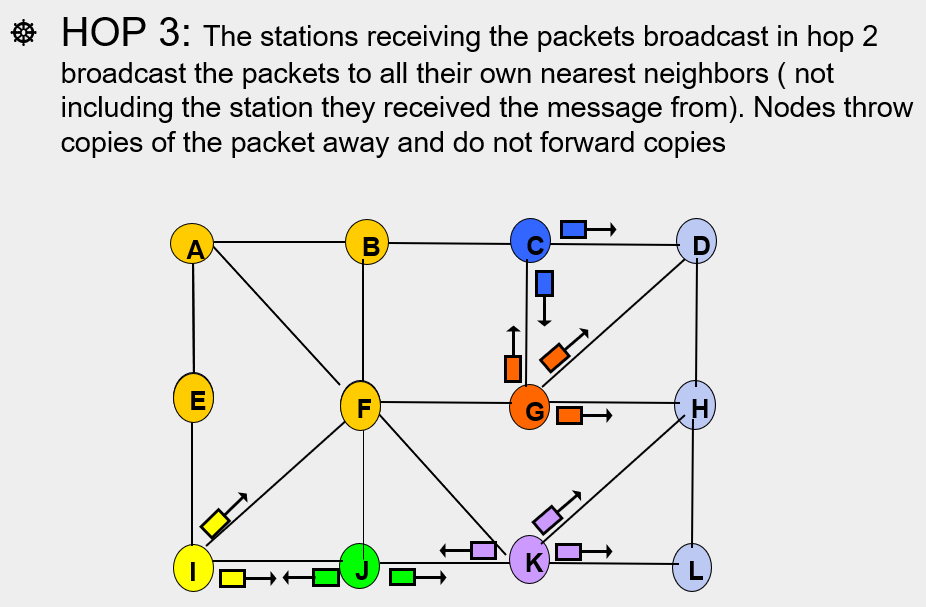 HOP 3: The stations receiving the packets broadcast in hop 2
broadcast the packets to all their own nearest neighbors ( not
including the station they received the message from). Nodes throw
copies of the packet away and do not forward copies
A B C D
E F G H
I J K L